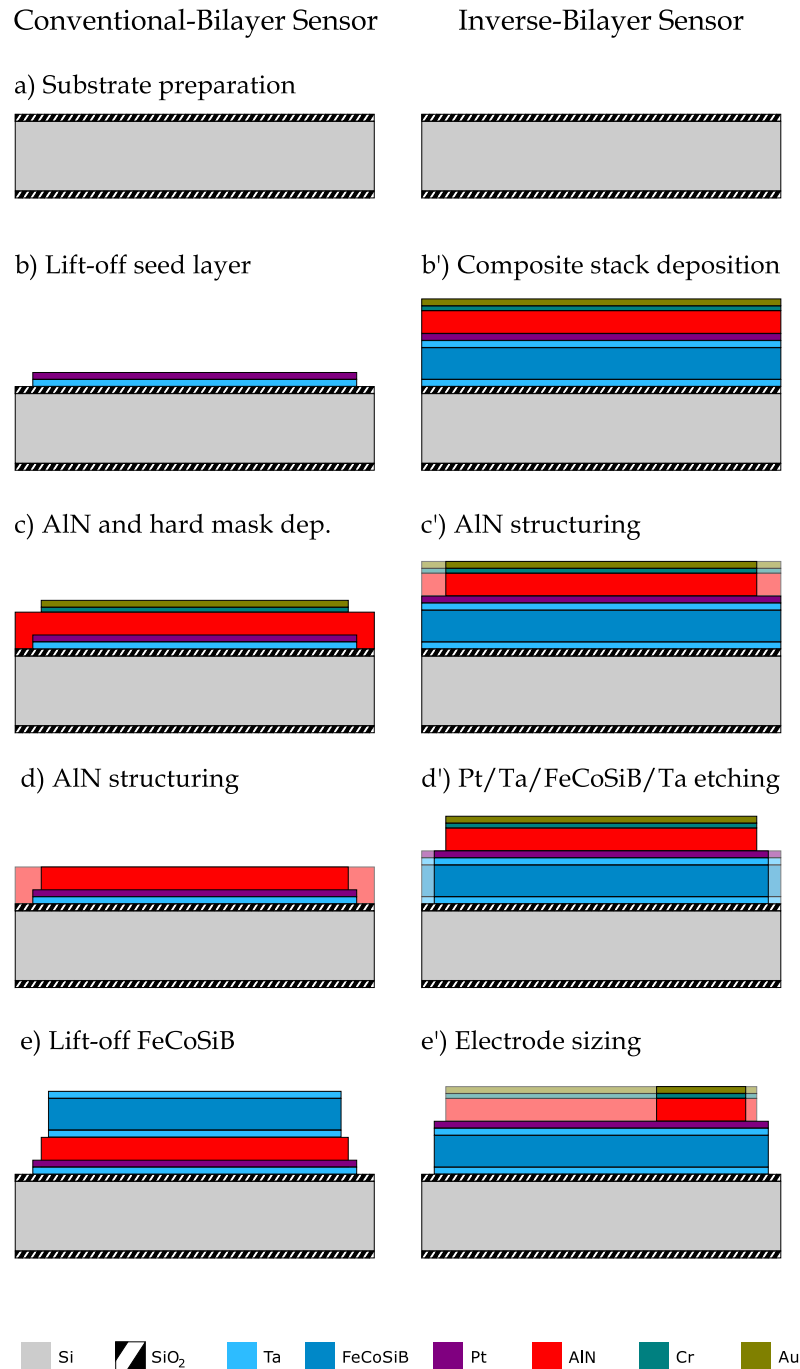 Conventional-Bilayer Sensor
Inverse-Bilayer Sensor
a) Substrate preparation
b) Lift-off seed layer
b') Composite stack deposition
c) AlN and hard mask dep.
c') AlN structuring
d) AlN structuring
d') Pt/Ta/FeCoSiB/Ta etching
e) Lift-off FeCoSiB
e') Electrode sizing
Si
SiO₂
Ta
FeCoSiB
Pt
AlN
Cr
Au